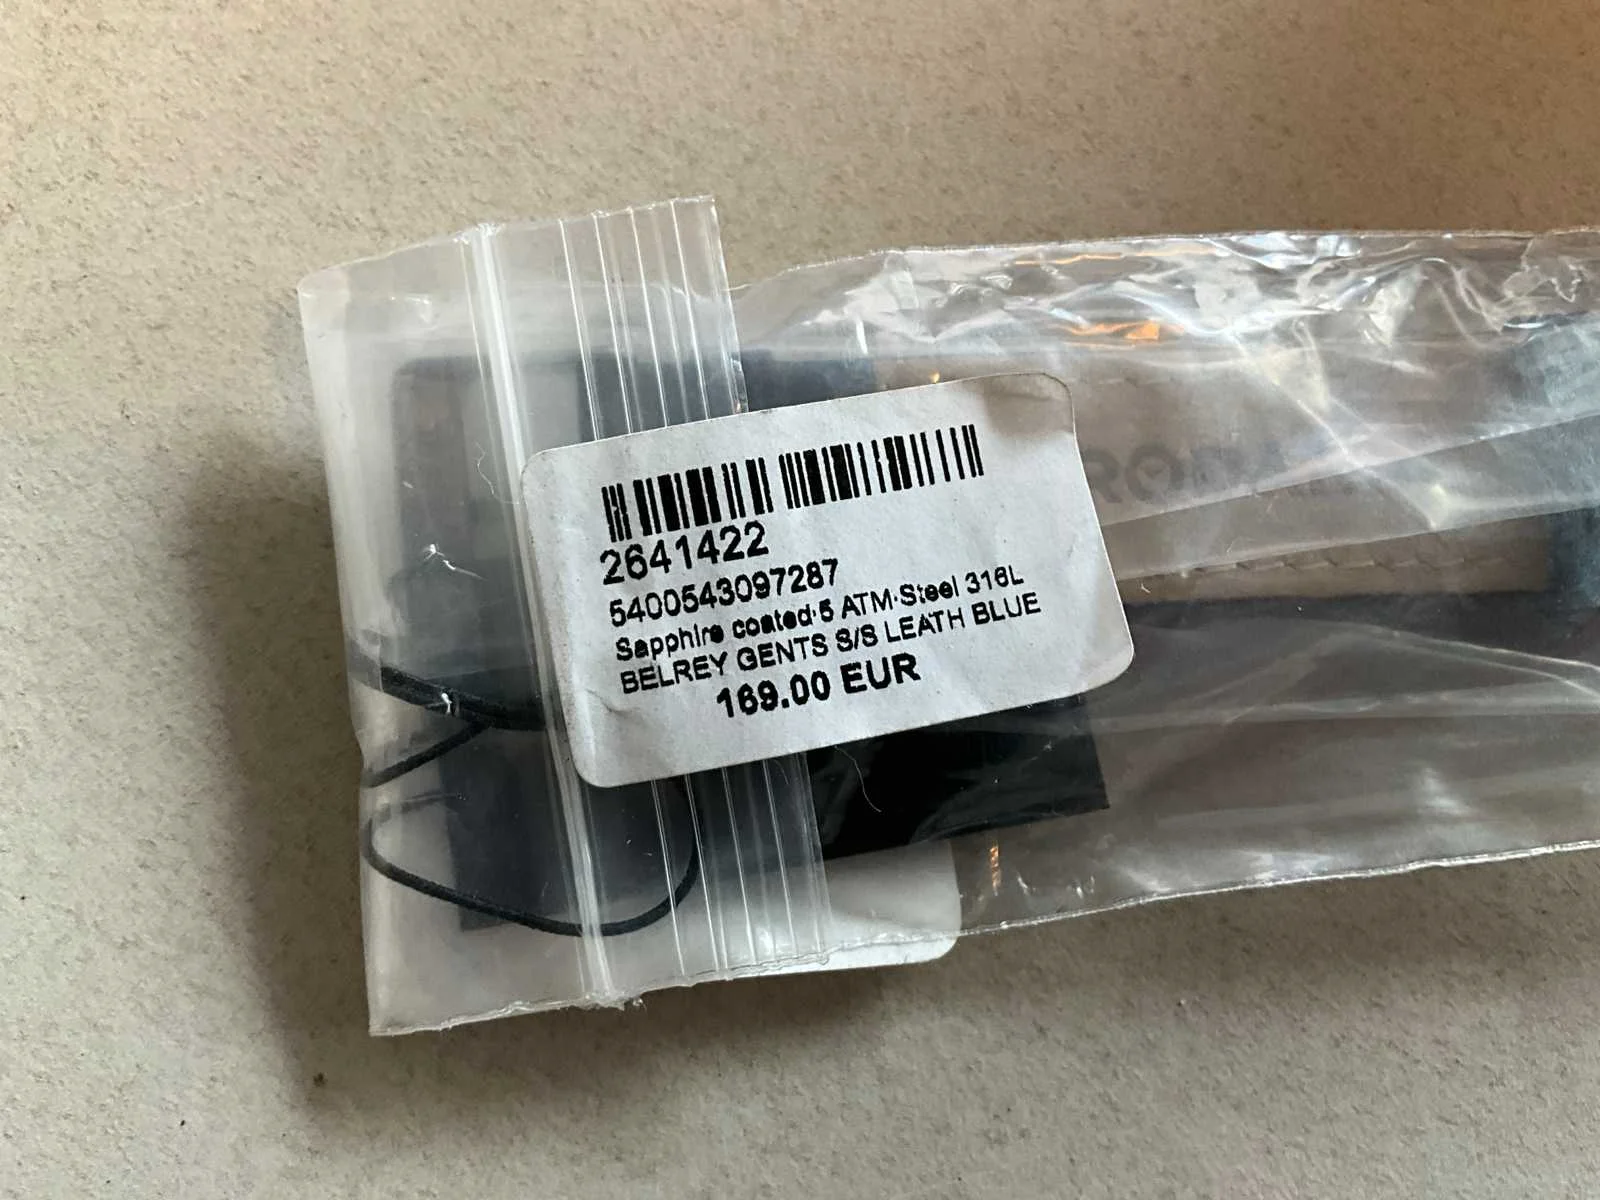 2641422
5400543097287
Sapphire coated·5 ATM·Steel 316L
BELREY GENTS S/S LEATH BLUE
169.00 EUR